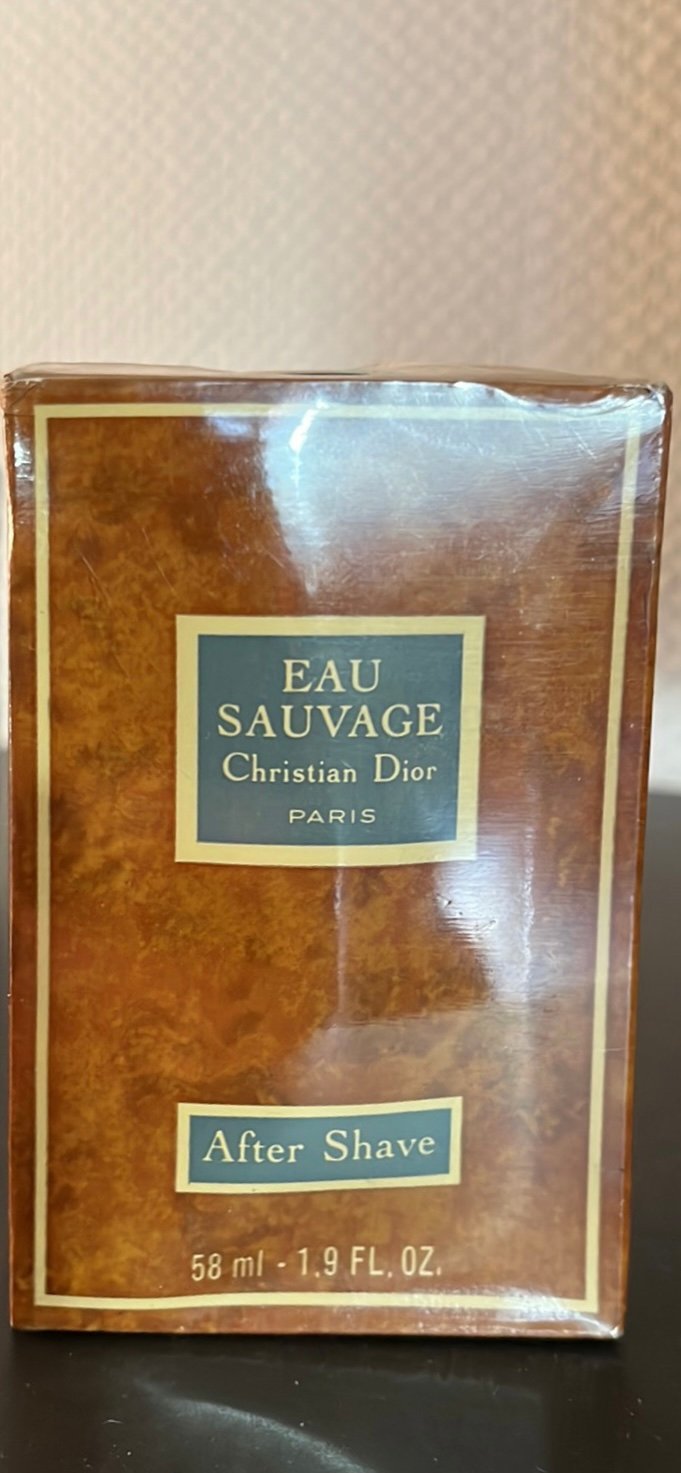 EAU
SAUVAGE
Christian Dior
PARIS
After Shave
58 ml - 1.9 FL. OZ.